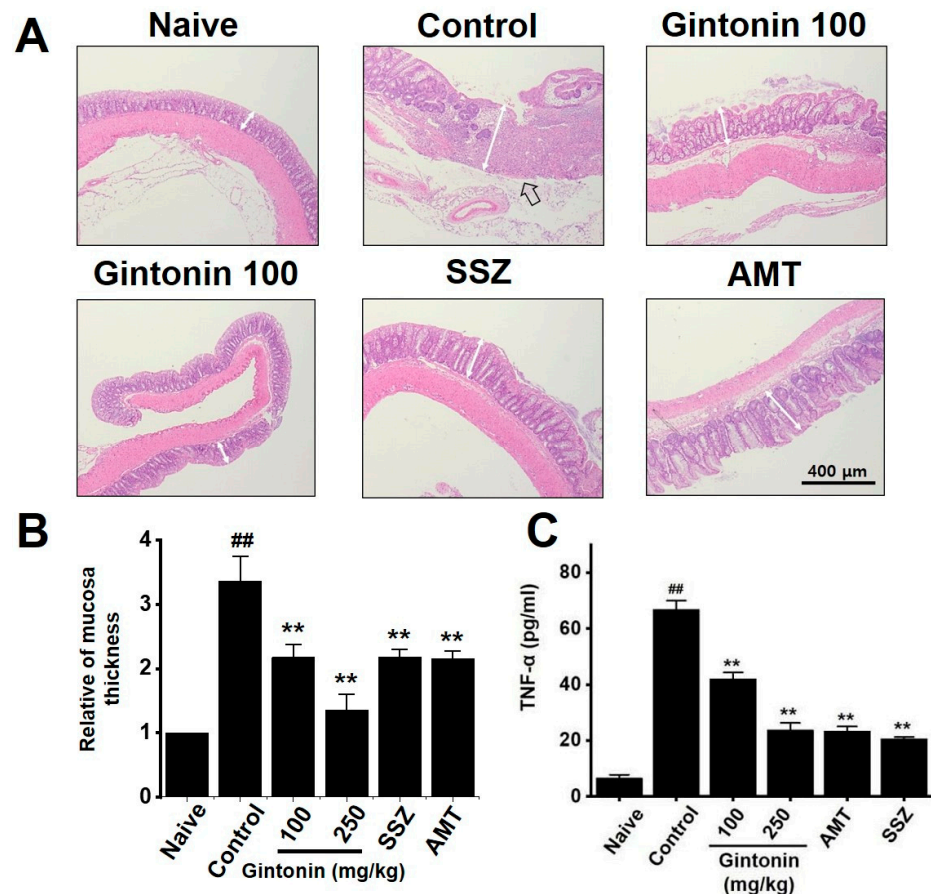 A
Naive
Control
Gintonin 100
Gintonin 100
SSZ
AMT
400 µm
B
Relative of mucosa
thickness
4
3
2
1
0
##
**
**
**
**
Naive
Control
100
250
SSZ
AMT
Gintonin (mg/kg)
C
TNF-α (pg/ml)
80
60
40
20
0
##
**
**
**
**
Naive
Control
100
250
AMT
SSZ
Gintonin
(mg/kg)